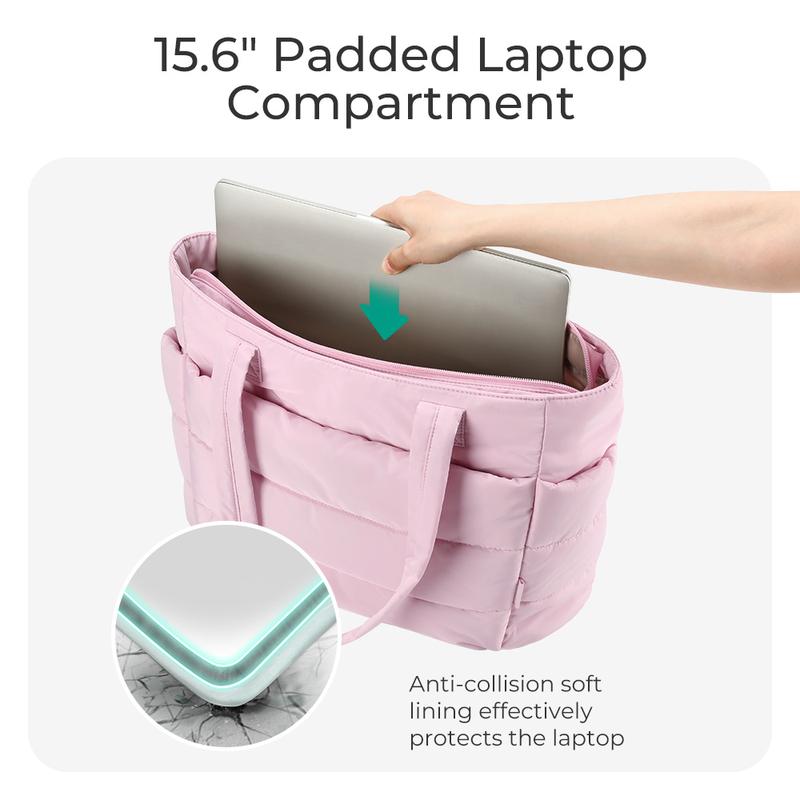 15.6" Padded Laptop
Compartment
Anti-collision soft
lining effectively
protects the laptop